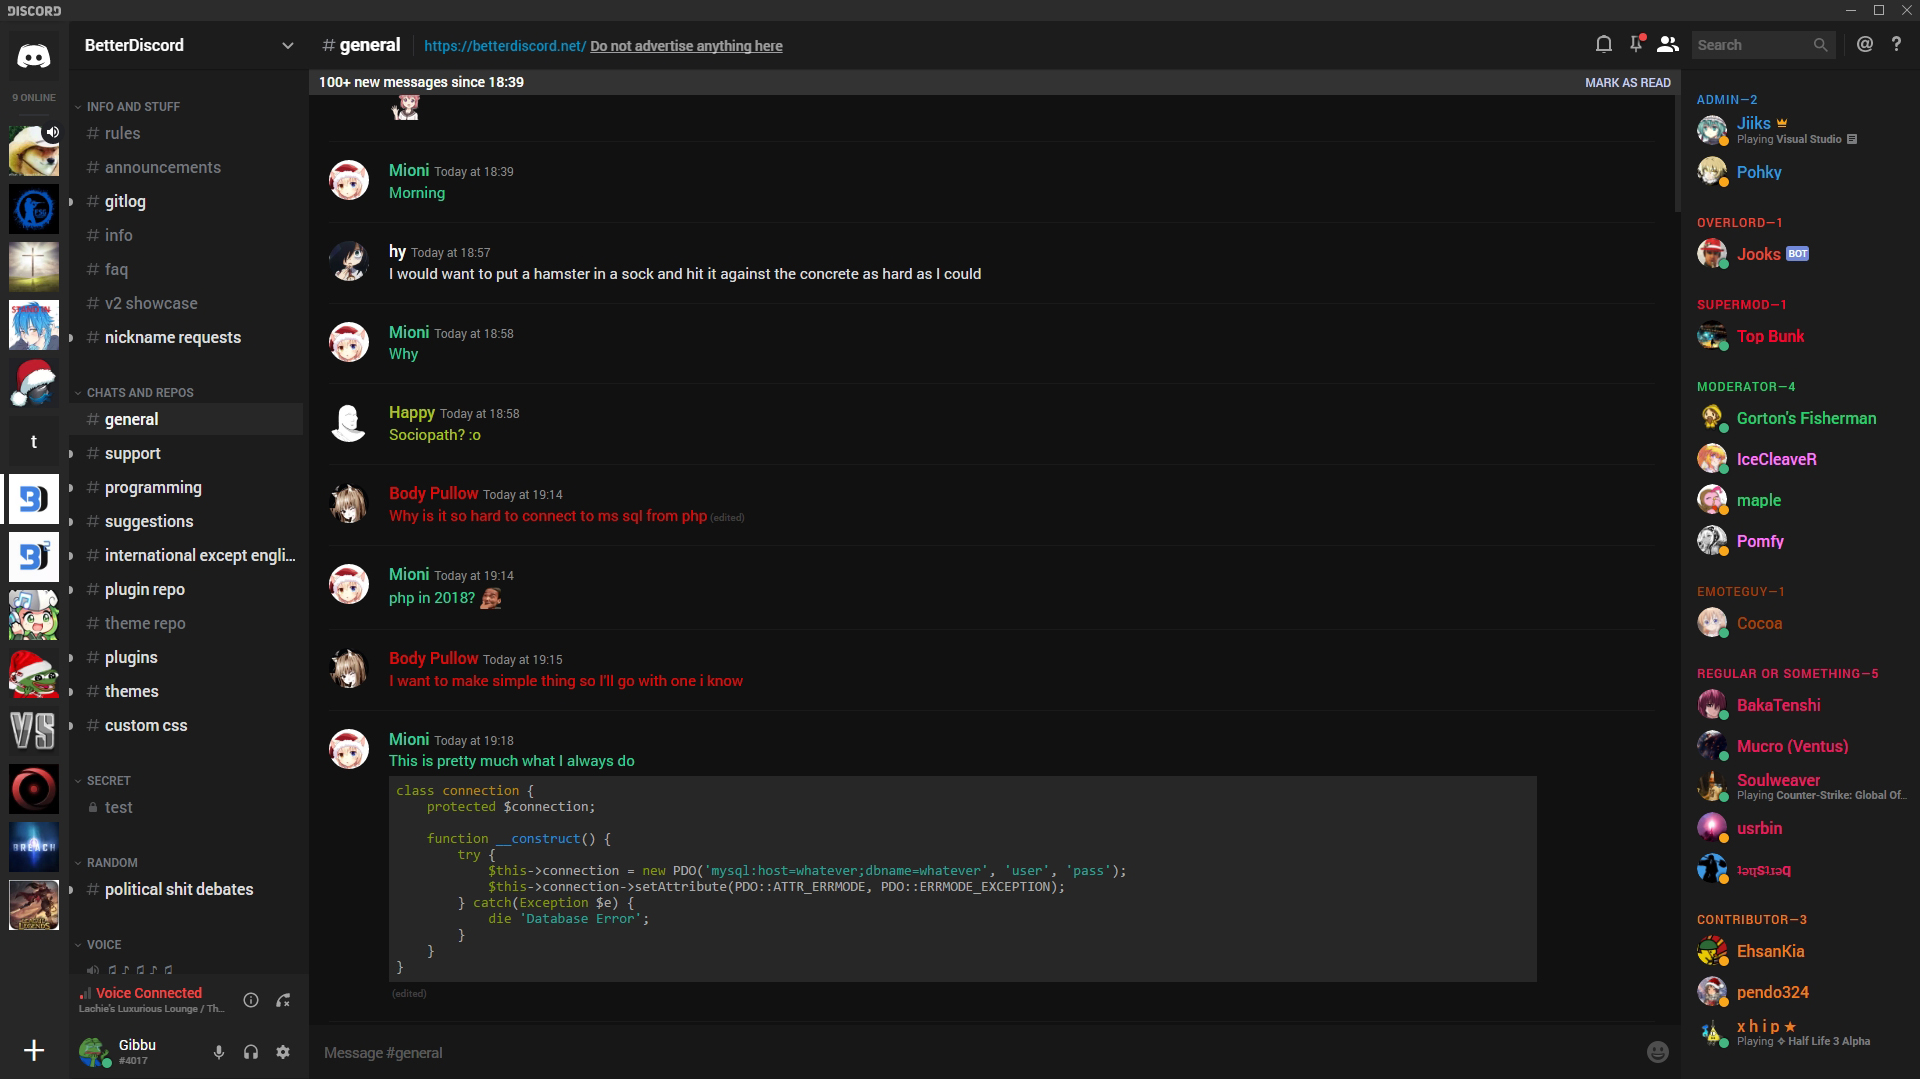 DISCORD
BetterDiscord
# general
https://betterdiscord.net/ Do not advertise anything here
Search
@ ?
9 ONLINE
t
VS
BREACH
INFO AND STUFF
# rules
# announcements
# gitlog
# info
# faq
# v2 showcase
# nickname requests
CHATS AND REPOS
# general
# support
# programming
# suggestions
# international except engli...
# plugin repo
# theme repo
# plugins
# themes
# custom css
SECRET
test
RANDOM
# political shit debates
VOICE
Voice Connected
Lachie's Luxurious Lounge / Th...
Gibbu
#4017
100+ new messages since 18:39
MARK AS READ
Mioni Today at 18:39
Morning
hy Today at 18:57
I would want to put a hamster in a sock and hit it against the concrete as hard as I could
Mioni Today at 18:58
Why
Happy Today at 18:58
Sociopath? :o
Body Pullow Today at 19:14
Why is it so hard to connect to ms sql from php (edited)
Mioni Today at 19:14
php in 2018?
Body Pullow Today at 19:15
I want to make simple thing so I'll go with one i know
Mioni Today at 19:18
This is pretty much what I always do
class connection {
protected $connection;
function __construct() {
try {
$this->connection = new PDO('mysql:host=whatever;dbname=whatever', 'user', 'pass');
$this->connection->setAttribute(PDO::ATTR_ERRMODE, PDO::ERRMODE_EXCEPTION);
} catch(Exception $e) {
die 'Database Error';
}
}
}
(edited)
Message #general
ADMIN—2
Jiiks
Playing Visual Studio
Pohky
OVERLORD—1
Jooks BOT
SUPERMOD—1
Top Bunk
MODERATOR—4
Gorton's Fisherman
IceCleaveR
maple
Pomfy
EMOTEGUY—1
Cocoa
REGULAR OR SOMETHING—5
BakaTenshi
Mucro (Ventus)
Soulweaver
Playing Counter-Strike: Global Of...
usrbin
CONTRIBUTOR—3
EhsanKia
pendo324
x h i p ★
Playing ✧ Half Life 3 Alpha